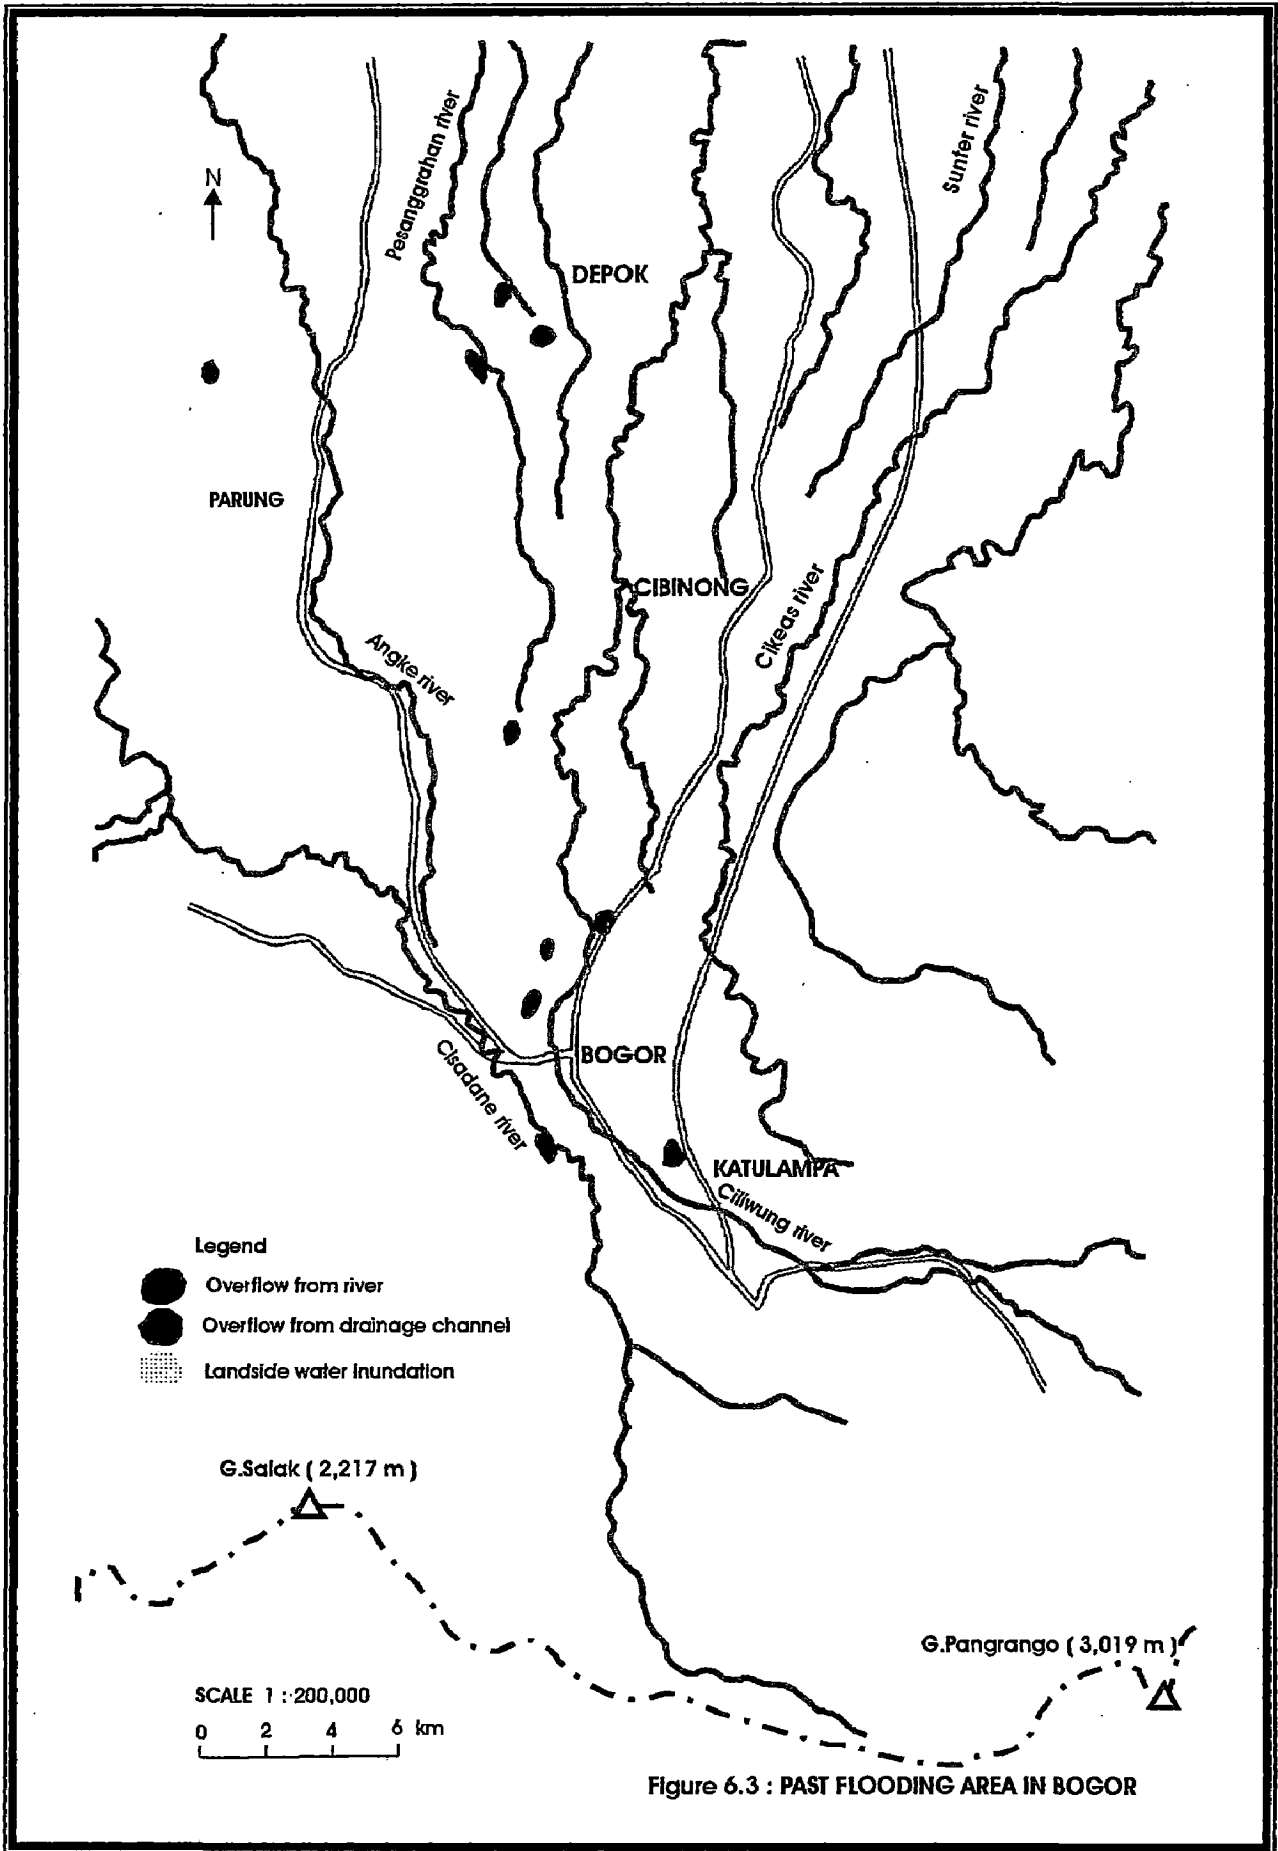 N
Pesanggrahan river
Sunter river
DEPOK
PARUNG
CIBINONG
Cikeas river
Angke river
BOGOR
Cisadane river
KATULAMPA
Ciliwung river
Legend
Overflow from river
Overflow from drainage channel
Landside water Inundation
G.Salak ( 2,217 m )
G.Pangrango ( 3,019 m )
SCALE 1 : 200,000
0 2 4 6 km
Figure 6.3 : PAST FLOODING AREA IN BOGOR